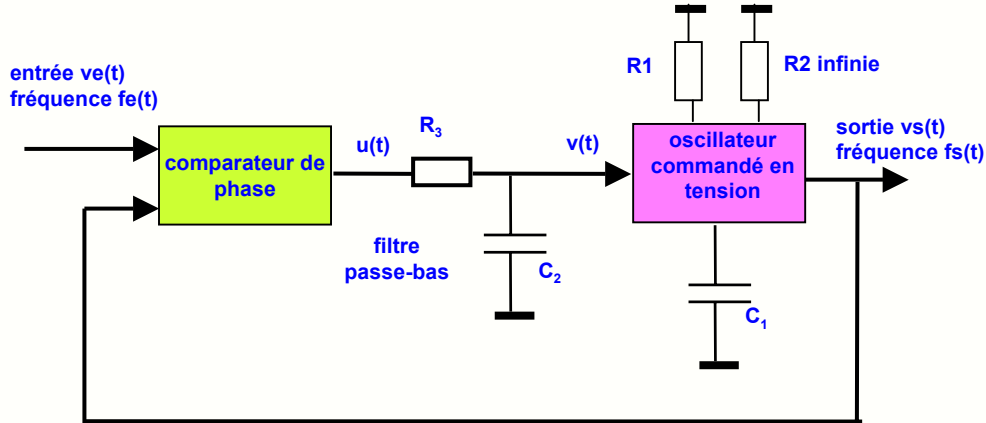 entrée ve(t)
fréquence fe(t)
comparateur de
phase
u(t)
R₃
filtre
passe-bas
C₂
v(t)
R1
R2 infinie
oscillateur
commandé en
tension
C₁
sortie vs(t)
fréquence fs(t)